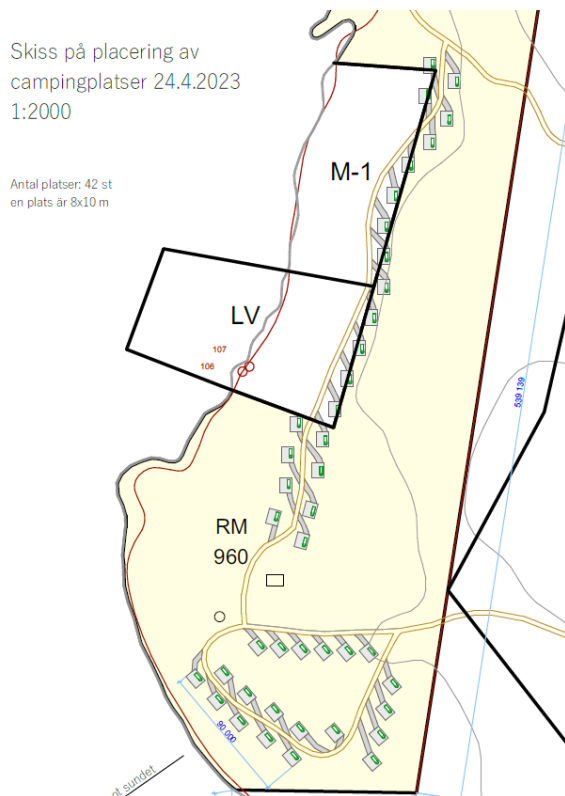 Skiss på placering av
campingplatser 24.4.2023
1:2000
Antal platser: 42 st
en plats är 8x10 m
M-1
LV
107
106
539.139
RM
960
90.000
ot sundet